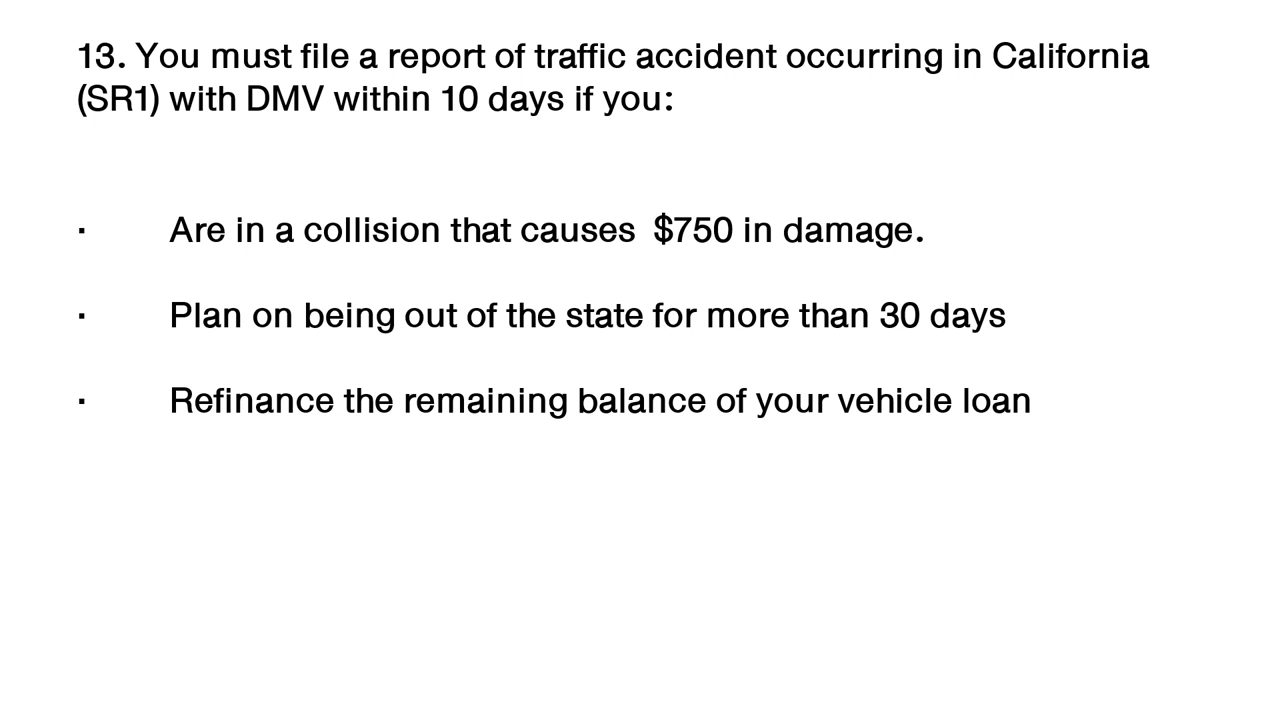 13. You must file a report of traffic accident occurring in California
(SR1) with DMV within 10 days if you:
· Are in a collision that causes  $750 in damage.
· Plan on being out of the state for more than 30 days
· Refinance the remaining balance of your vehicle loan